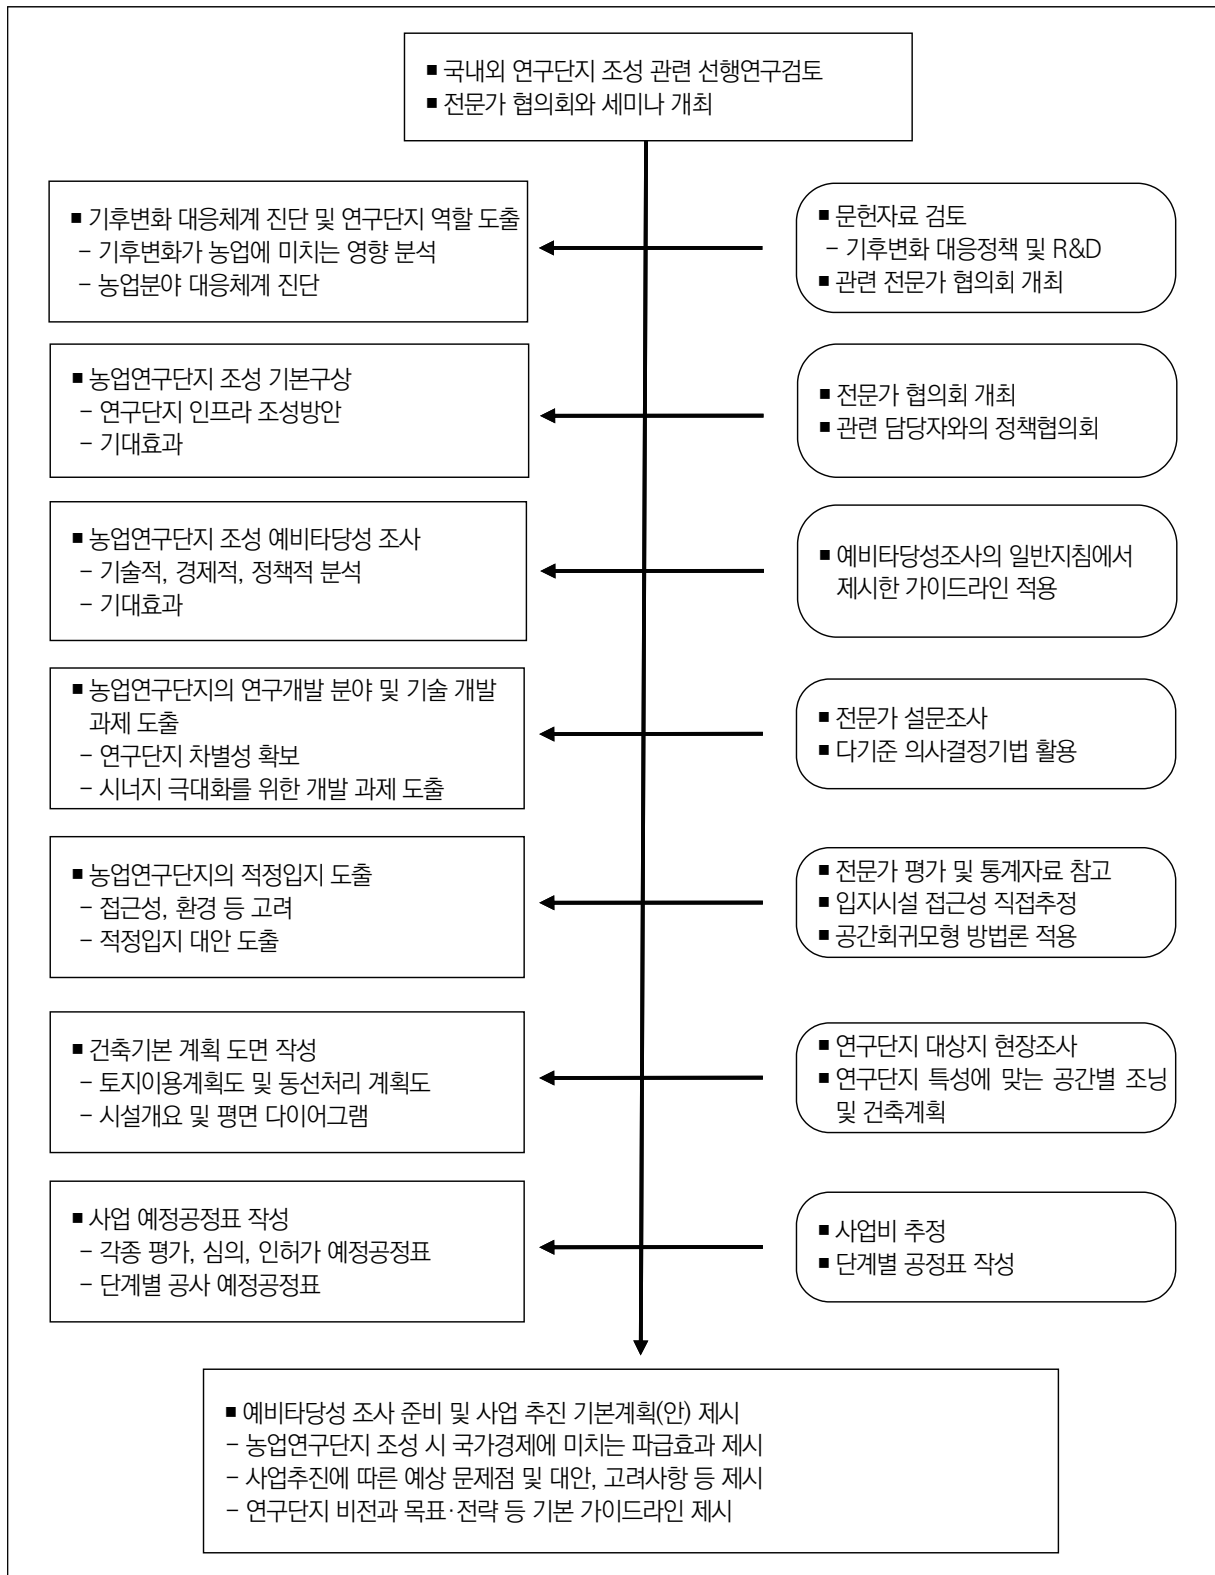 ■ 국내외 연구단지 조성 관련 선행연구검토
■ 전문가 협의회와 세미나 개최
■ 기후변화 대응체계 진단 및 연구단지 역할 도출
– 기후변화가 농업에 미치는 영향 분석
– 농업분야 대응체계 진단
■ 문헌자료 검토
– 기후변화 대응정책 및 R&D
■ 관련 전문가 협의회 개최
■ 농업연구단지 조성 기본구상
– 연구단지 인프라 조성방안
– 기대효과
■ 전문가 협의회 개최
■ 관련 담당자와의 정책협의회
■ 농업연구단지 조성 예비타당성 조사
– 기술적, 경제적, 정책적 분석
– 기대효과
■ 예비타당성조사의 일반지침에서
제시한 가이드라인 적용
■ 농업연구단지의 연구개발 분야 및 기술 개발
과제 도출
– 연구단지 차별성 확보
– 시너지 극대화를 위한 개발 과제 도출
■ 전문가 설문조사
■ 다기준 의사결정기법 활용
■ 농업연구단지의 적정입지 도출
– 접근성, 환경 등 고려
– 적정입지 대안 도출
■ 전문가 평가 및 통계자료 참고
■ 입지시설 접근성 직접추정
■ 공간회귀모형 방법론 적용
■ 건축기본 계획 도면 작성
– 토지이용계획도 및 동선처리 계획도
– 시설개요 및 평면 다이어그램
■ 연구단지 대상지 현장조사
■ 연구단지 특성에 맞는 공간별 조닝
및 건축계획
■ 사업 예정공정표 작성
– 각종 평가, 심의, 인허가 예정공정표
– 단계별 공사 예정공정표
■ 사업비 추정
■ 단계별 공정표 작성
■ 예비타당성 조사 준비 및 사업 추진 기본계획(안) 제시
– 농업연구단지 조성 시 국가경제에 미치는 파급효과 제시
– 사업추진에 따른 예상 문제점 및 대안, 고려사항 등 제시
– 연구단지 비전과 목표·전략 등 기본 가이드라인 제시